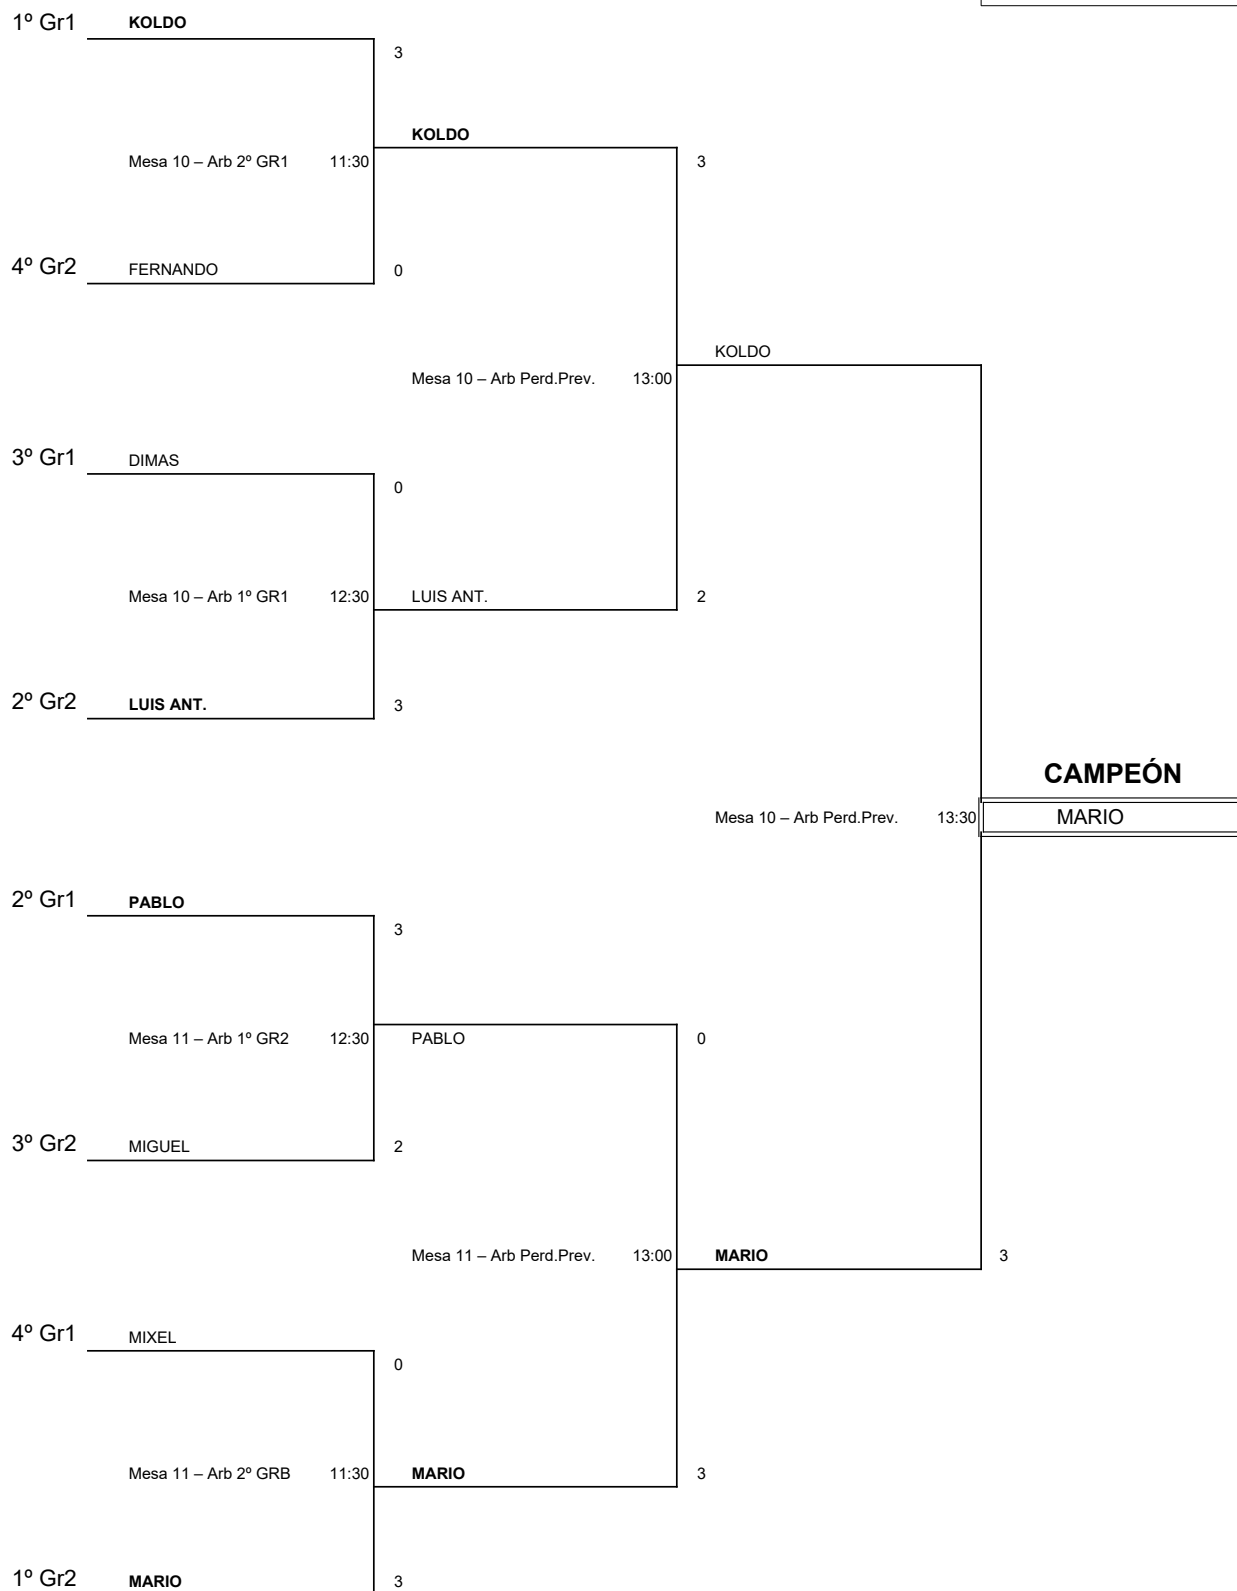 1º Gr1 KOLDO
3
KOLDO
Mesa 10 – Arb 2º GR1 11:30
3
4º Gr2 FERNANDO 0
KOLDO
Mesa 10 – Arb Perd.Prev. 13:00
3º Gr1 DIMAS
0
Mesa 10 – Arb 1º GR1 12:30 LUIS ANT. 2
2º Gr2 LUIS ANT. 3
CAMPEÓN
Mesa 10 – Arb Perd.Prev. 13:30 MARIO
2º Gr1 PABLO
3
Mesa 11 – Arb 1º GR2 12:30 PABLO 0
3º Gr2 MIGUEL 2
Mesa 11 – Arb Perd.Prev. 13:00 MARIO 3
4º Gr1 MIXEL
0
Mesa 11 – Arb 2º GRB 11:30 MARIO 3
1º Gr2 MARIO 3